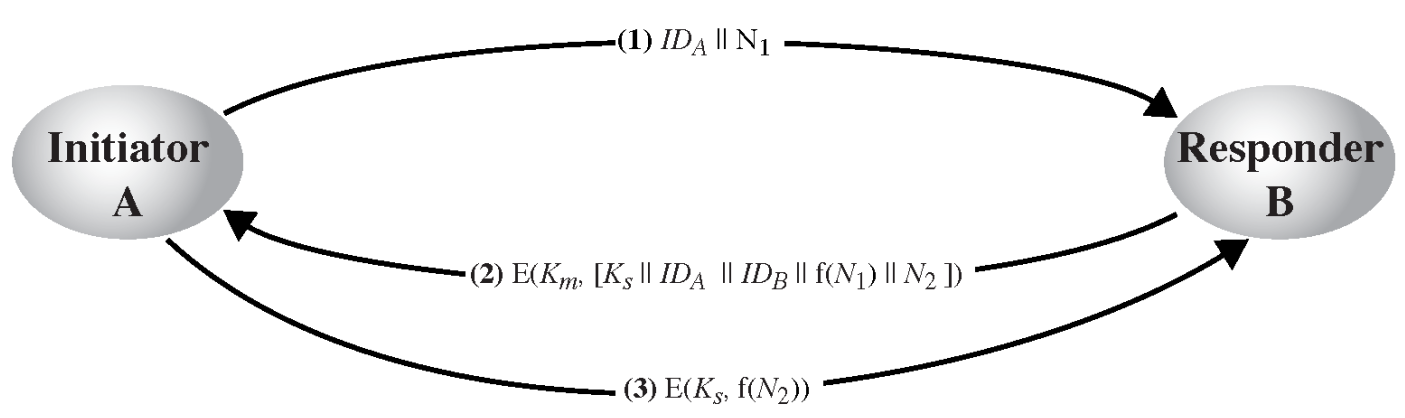 (1) ID_A || N_1
Initiator
A
Responder
B
(2) E(K_m, [K_s || ID_A || ID_B || f(N_1) || N_2 ])
(3) E(K_s, f(N_2))